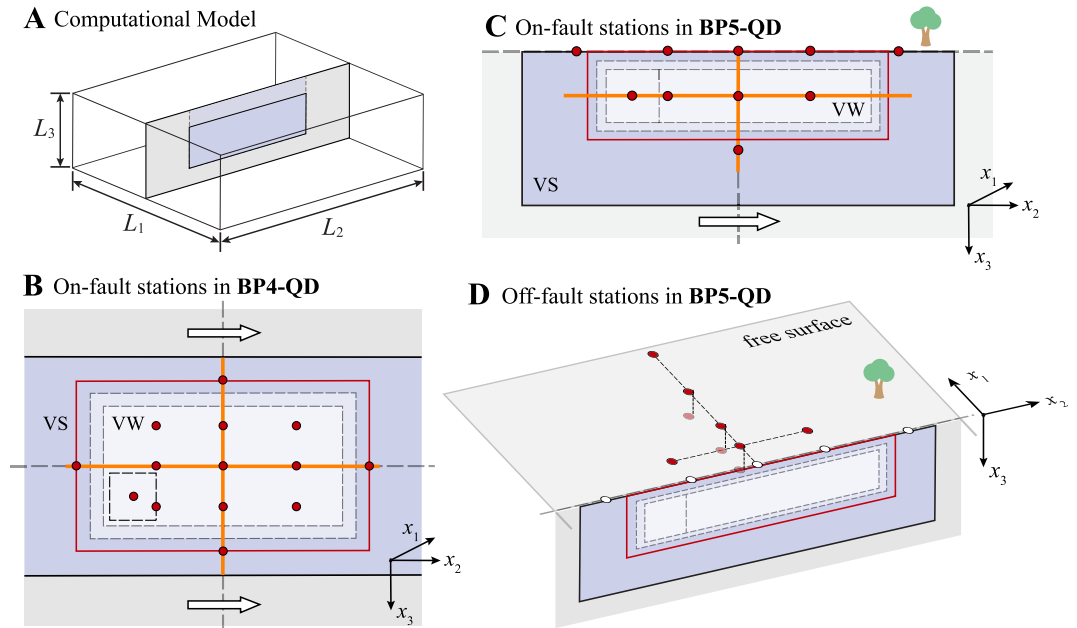 A Computational Model
L3
L1
L2
B On-fault stations in BP4-QD
VS
VW
x1
x2
x3
C On-fault stations in BP5-QD
VW
VS
x1
x2
x3
D Off-fault stations in BP5-QD
free surface
x1
x2
x3